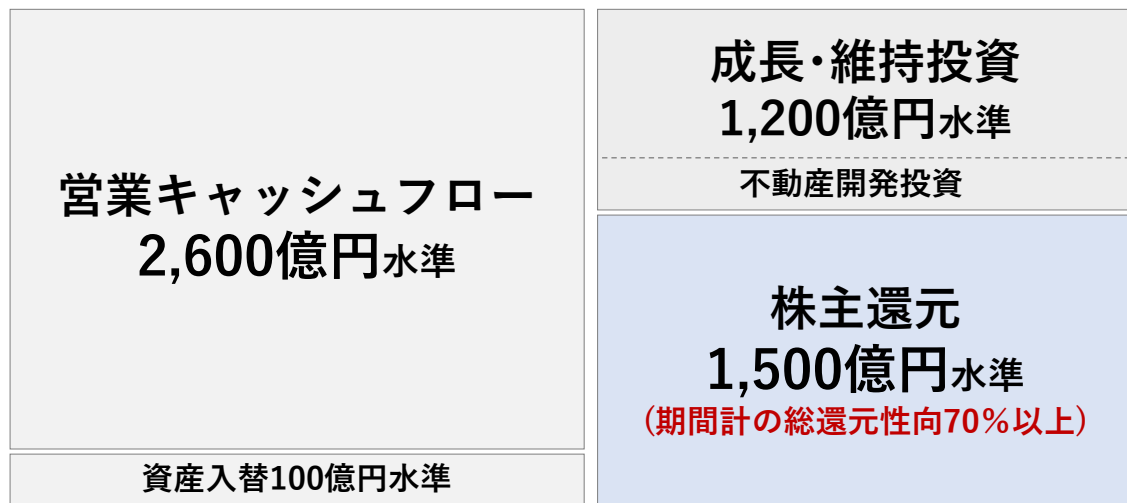 営業キャッシュフロー
2,600億円水準
資産入替100億円水準
成長･維持投資
1,200億円水準
不動産開発投資
株主還元
1,500億円水準
(期間計の総還元性向70％以上)